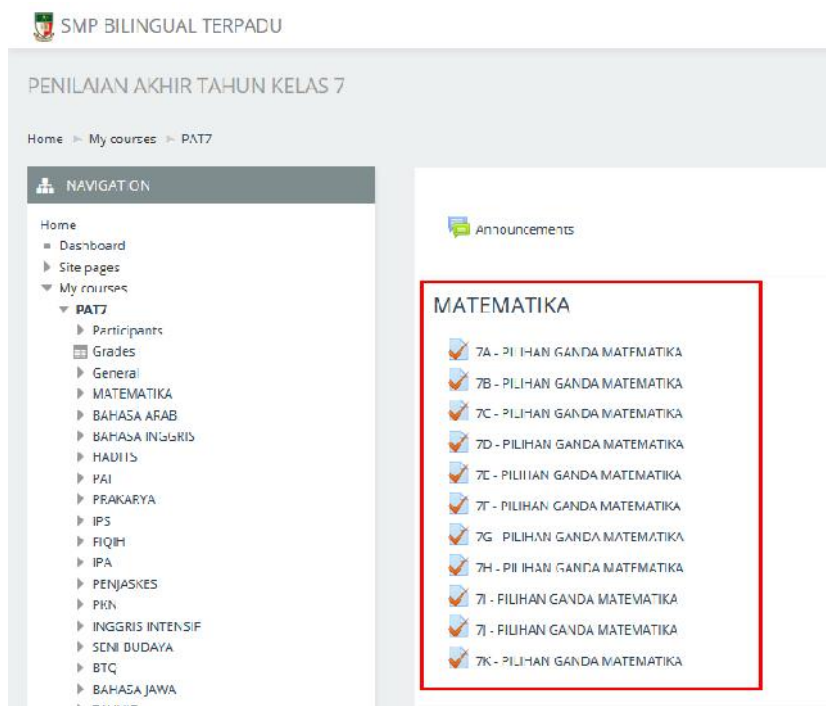 SMP BILINGUAL TERPADU
PENILAIAN AKHIR TAHUN KELAS 7
Home ► My courses ► PAT7
NAVIGATION
Home
Dashboard
Site pages
My courses
PAT7
Participants
Grades
General
MATEMATIKA
BAHASA ARAB
BAHASA INGGRIS
HADITS
PAI
PRAKARYA
IPS
FIQIH
IPA
PENJASKES
PKN
INGGRIS INTENSIF
SENI BUDAYA
BTQ
BAHASA JAWA
Announcements
MATEMATIKA
7A - PILIHAN GANDA MATEMATIKA
7B - PILIHAN GANDA MATEMATIKA
7C - PILIHAN GANDA MATEMATIKA
7D - PILIHAN GANDA MATEMATIKA
7E - PILIHAN GANDA MATEMATIKA
7F - PILIHAN GANDA MATEMATIKA
7G - PILIHAN GANDA MATEMATIKA
7H - PILIHAN GANDA MATEMATIKA
7I - PILIHAN GANDA MATEMATIKA
7J - PILIHAN GANDA MATEMATIKA
7K - PILIHAN GANDA MATEMATIKA